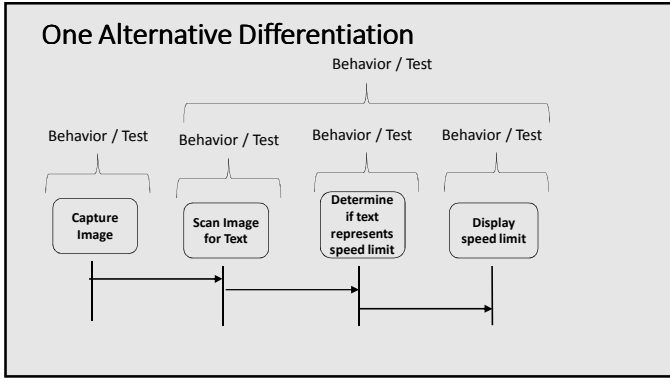 One Alternative Differentiation
Behavior / Test
Behavior / Test
Behavior / Test
Behavior / Test
Behavior / Test
Capture
Image
Scan Image
for Text
Determine
if text
represents
speed limit
Display
speed limit